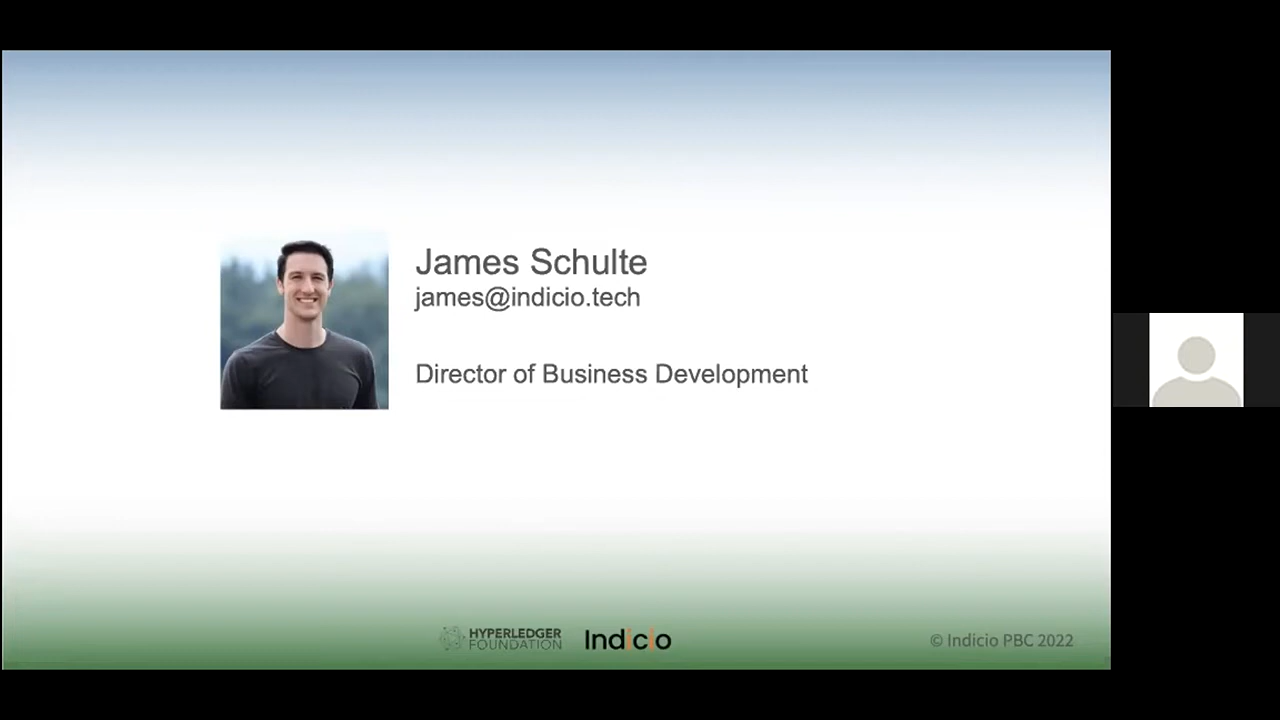 James Schulte
james@indicio.tech
Director of Business Development
HYPERLEDGER
FOUNDATION
Indicio
© Indicio PBC 2022